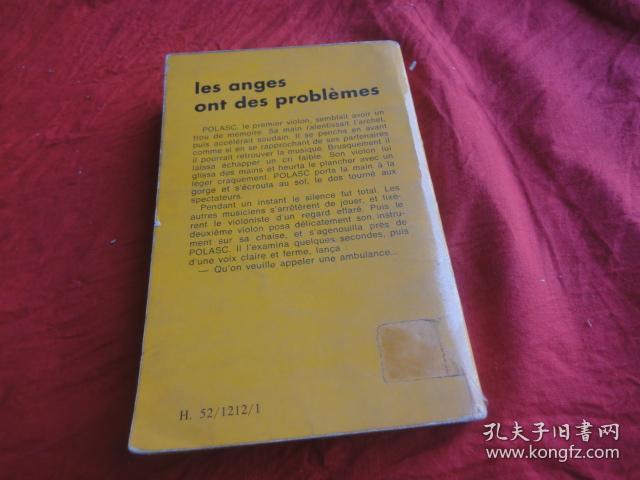 les anges
ont des problèmes
POLASC, le premier violon, semblait avoir un
trou de mémoire. Sa main ralentissait l'archet,
puis accélérait soudain. Il se pencha en avant
comme si en se rapprochant de ses partenaires
il pourrait retrouver la musique. Brusquement il
laissa échapper un cri faible. Son violon lui
glissa des mains et heurta le plancher avec un
léger craquement. POLASC porta la main à la
gorge et s'écroula au sol, le dos tourné aux
spectateurs.
Pendant un instant le silence fut total. Les
autres musiciens s'arrêtèrent de jouer, et fixè-
rent le violoniste d'un regard effaré. Puis le
deuxième violon posa délicatement son instru-
ment sur sa chaise, et s'agenouilla près de
POLASC. Il l'examina quelques secondes, puis
d'une voix claire et ferme, lança :
— Qu'on veuille appeler une ambulance...
H. 52/1212/1
孔夫子旧書网
www.kongfz.com